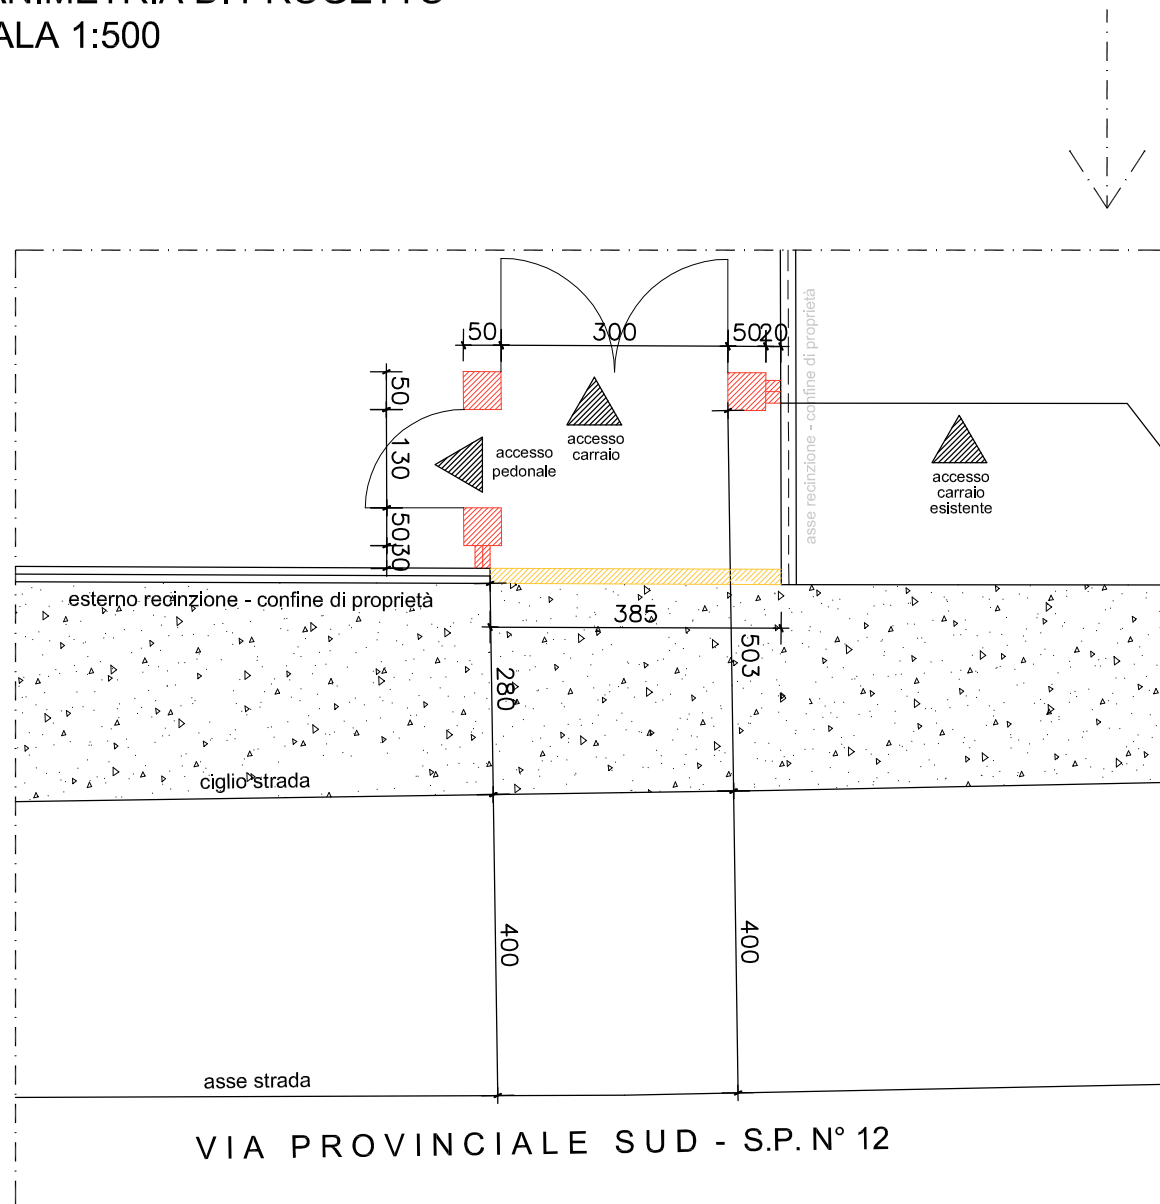 ALA 1:500
50
300
50
20
50
130
50
30
accesso
carraio
accesso
pedonale
asse recinzione - confine di proprietà
accesso
carraio
esistente
esterno recinzione - confine di proprietà
385
503
280
ciglio strada
400
400
asse strada
VIA PROVINCIALE SUD - S.P. N° 12